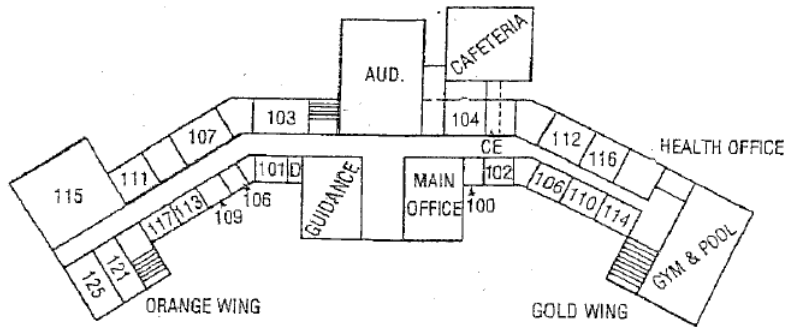 CAFETERIA
AUD.
103
104
107
112
CE
HEALTH OFFICE
116
111
115
101
D
GUIDANCE
MAIN
OFFICE
102
100
106
109
106
110
114
117
113
121
125
GYM & POOL
ORANGE WING
GOLD WING